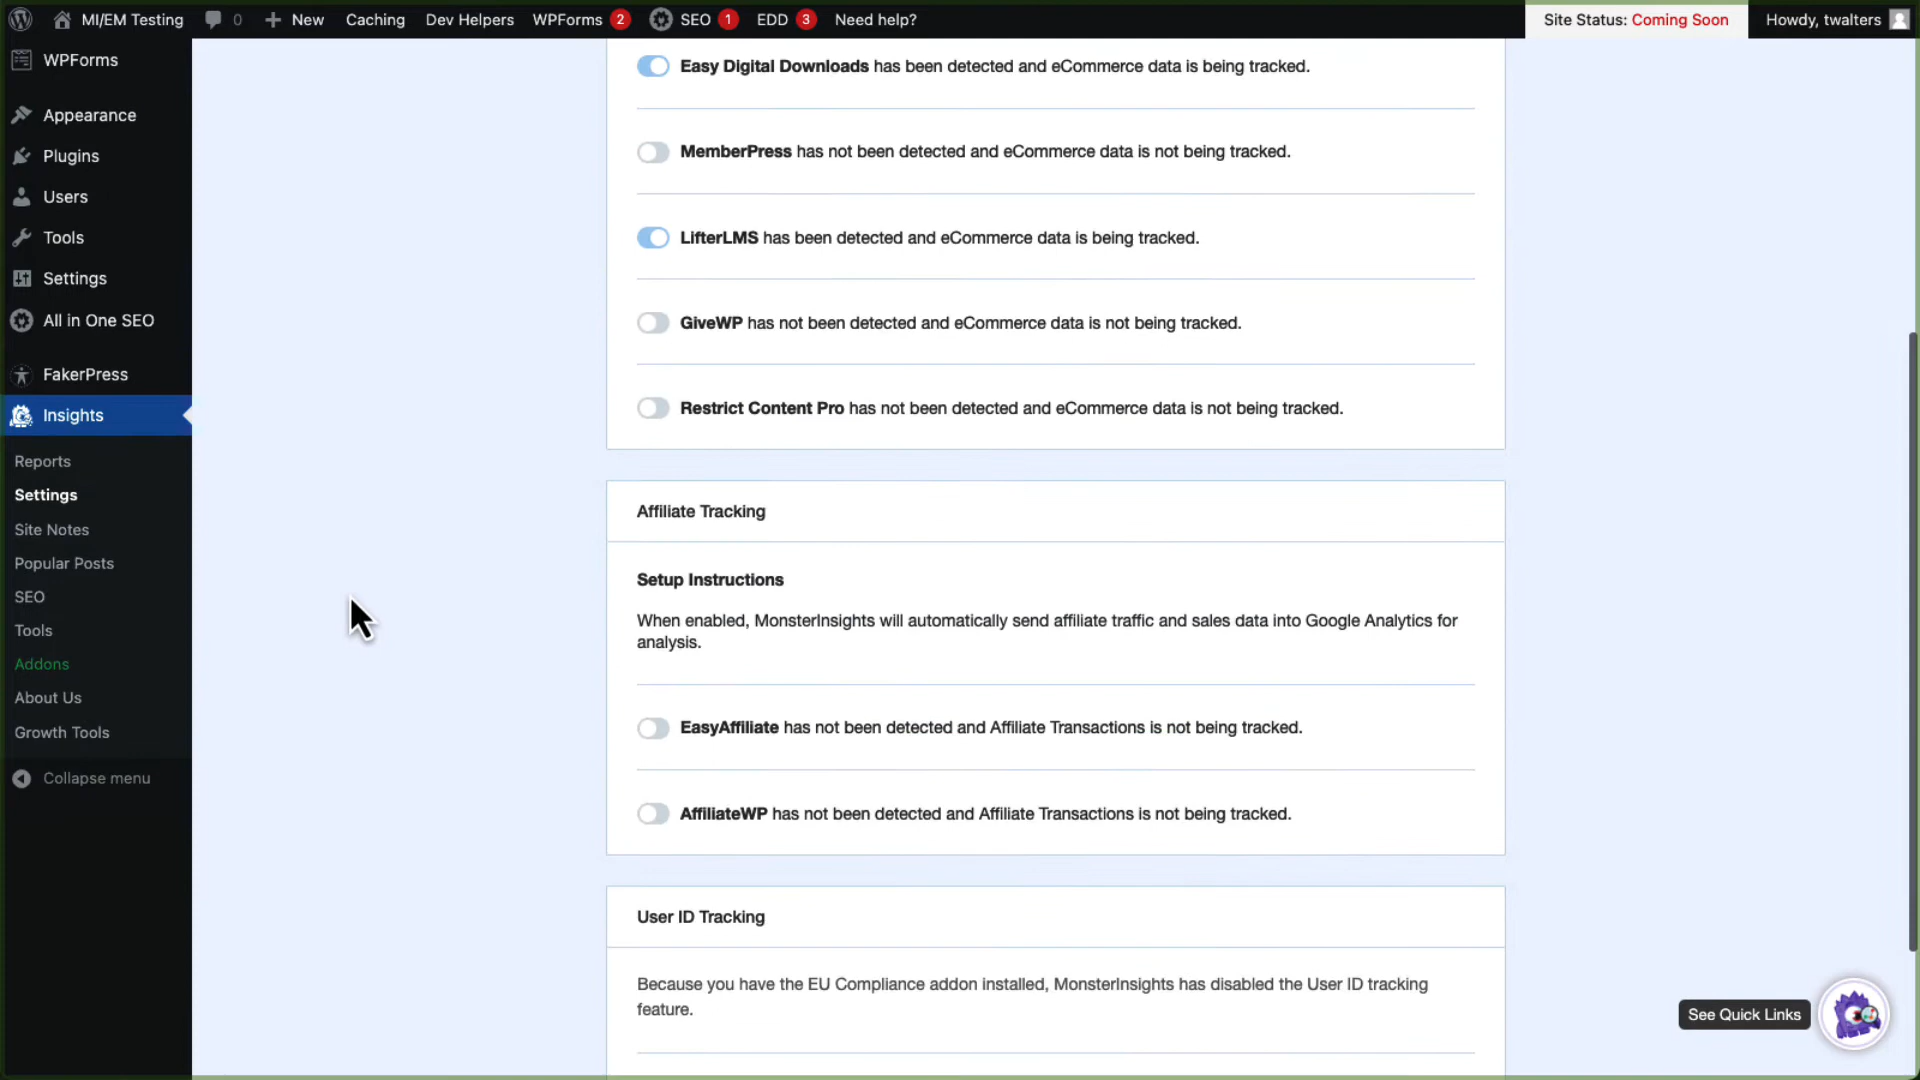 MI/EM Testing 0 New Caching Dev Helpers WPForms 2 SEO 1 EDD 3 Need help? Site Status: Coming Soon Howdy, twalters
WPForms
Appearance
Plugins
Users
Tools
Settings
All in One SEO
FakerPress
Insights
Reports
Settings
Site Notes
Popular Posts
SEO
Tools
Addons
About Us
Growth Tools
Collapse menu
Easy Digital Downloads has been detected and eCommerce data is being tracked.
MemberPress has not been detected and eCommerce data is not being tracked.
LifterLMS has been detected and eCommerce data is being tracked.
GiveWP has not been detected and eCommerce data is not being tracked.
Restrict Content Pro has not been detected and eCommerce data is not being tracked.
Affiliate Tracking
Setup Instructions
When enabled, MonsterInsights will automatically send affiliate traffic and sales data into Google Analytics for
analysis.
EasyAffiliate has not been detected and Affiliate Transactions is not being tracked.
AffiliateWP has not been detected and Affiliate Transactions is not being tracked.
User ID Tracking
Because you have the EU Compliance addon installed, MonsterInsights has disabled the User ID tracking
feature.
See Quick Links